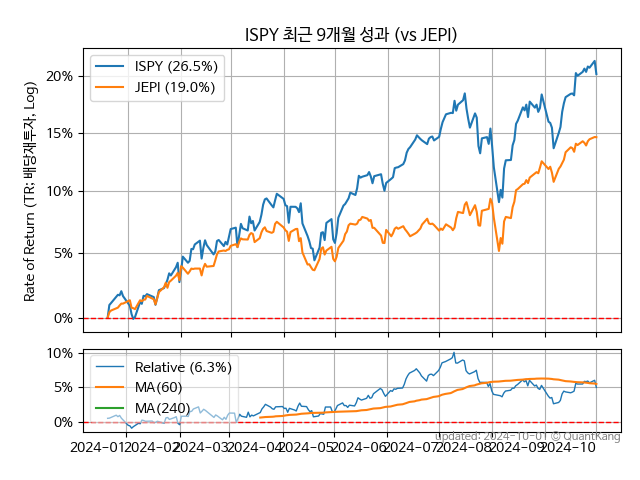 ISPY 최근 9개월 성과 (vs JEPI)
ISPY (26.5%)
JEPI (19.0%)
20%
15%
10%
5%
0%
Rate of Return (TR: 배당재투자, Log)
10%
5%
0%
Relative (6.3%)
MA(60)
MA(240)
2024-01
2024-02
2024-03
2024-04
2024-05
2024-06
2024-07
2024-08
2024-09
2024-10
updated: 2024-10-01 © QuantKang